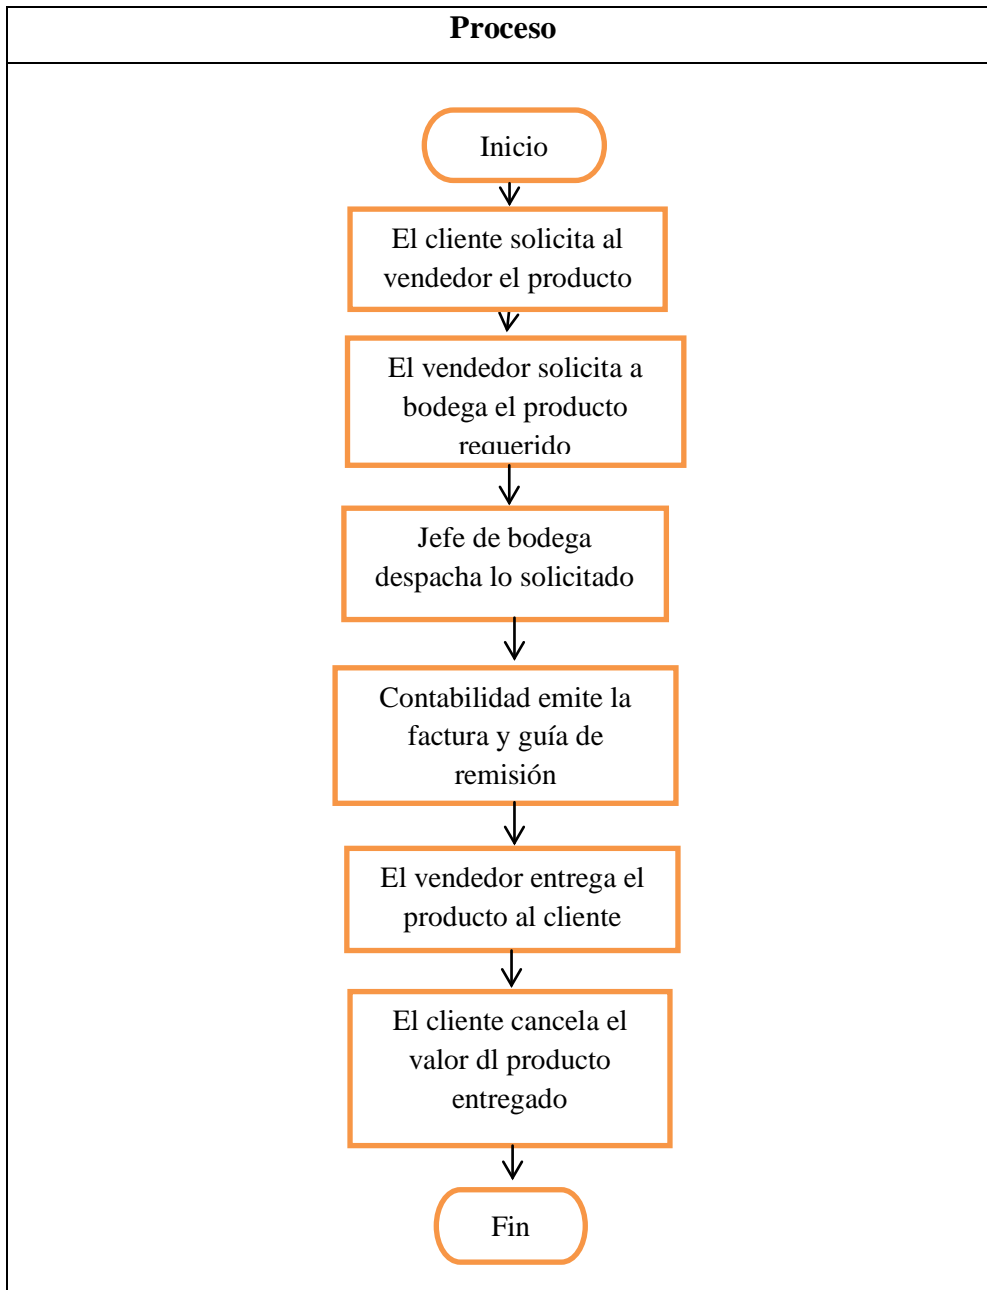 Proceso
Inicio
El cliente solicita al
vendedor el producto
El vendedor solicita a
bodega el producto
requerido
Jefe de bodega
despacha lo solicitado
Contabilidad emite la
factura y guía de
remisión
El vendedor entrega el
producto al cliente
El cliente cancela el
valor dl producto
entregado
Fin